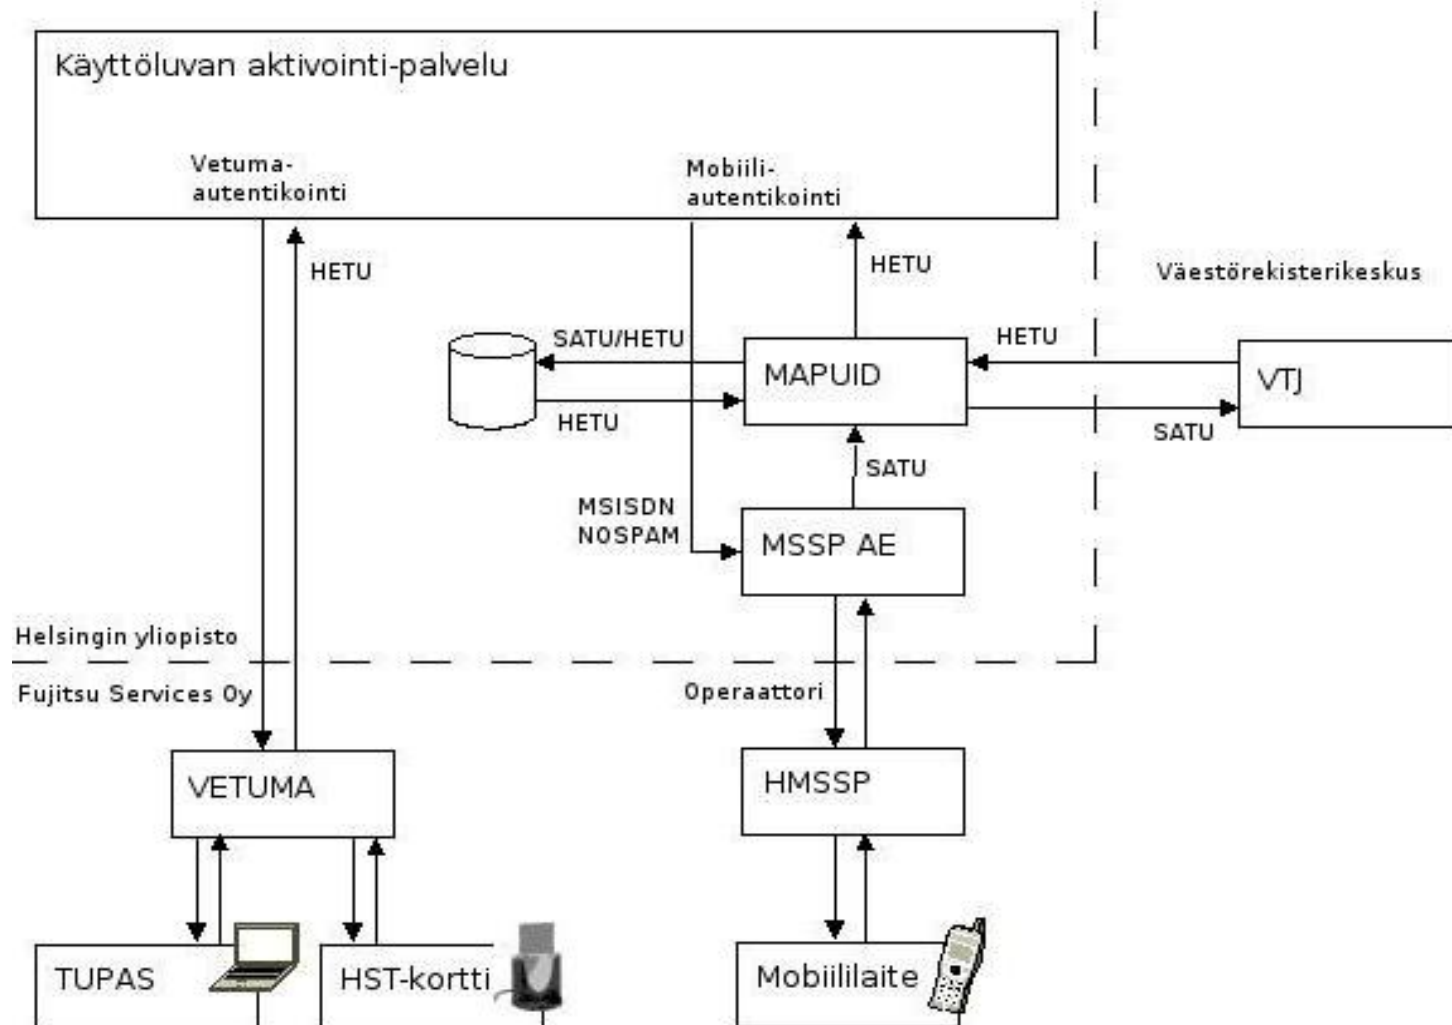 Käyttöluvan aktivointi-palvelu
Vetuma-
autentikointi
Mobiili-
autentikointi
HETU
HETU
Väestörekisterikeskus
SATU/HETU
HETU
MAPUID
VTJ
HETU
SATU
SATU
MSISDN
NOSPAM
MSSP AE
Helsingin yliopisto
Fujitsu Services Oy
Operaattori
VETUMA
HMSSP
TUPAS
HST-kortti
Mobiililaite